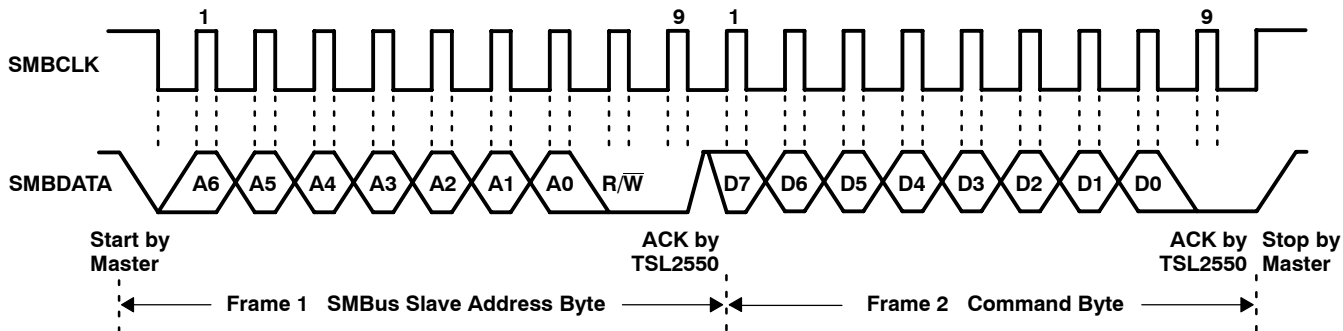 1 9 1 9
SMBCLK
SMBDATA A6 A5 A4 A3 A2 A1 A0 R/W̅ D7 D6 D5 D4 D3 D2 D1 D0
Start by Master
ACK by TSL2550
ACK by TSL2550
Stop by Master
Frame 1 SMBus Slave Address Byte
Frame 2 Command Byte